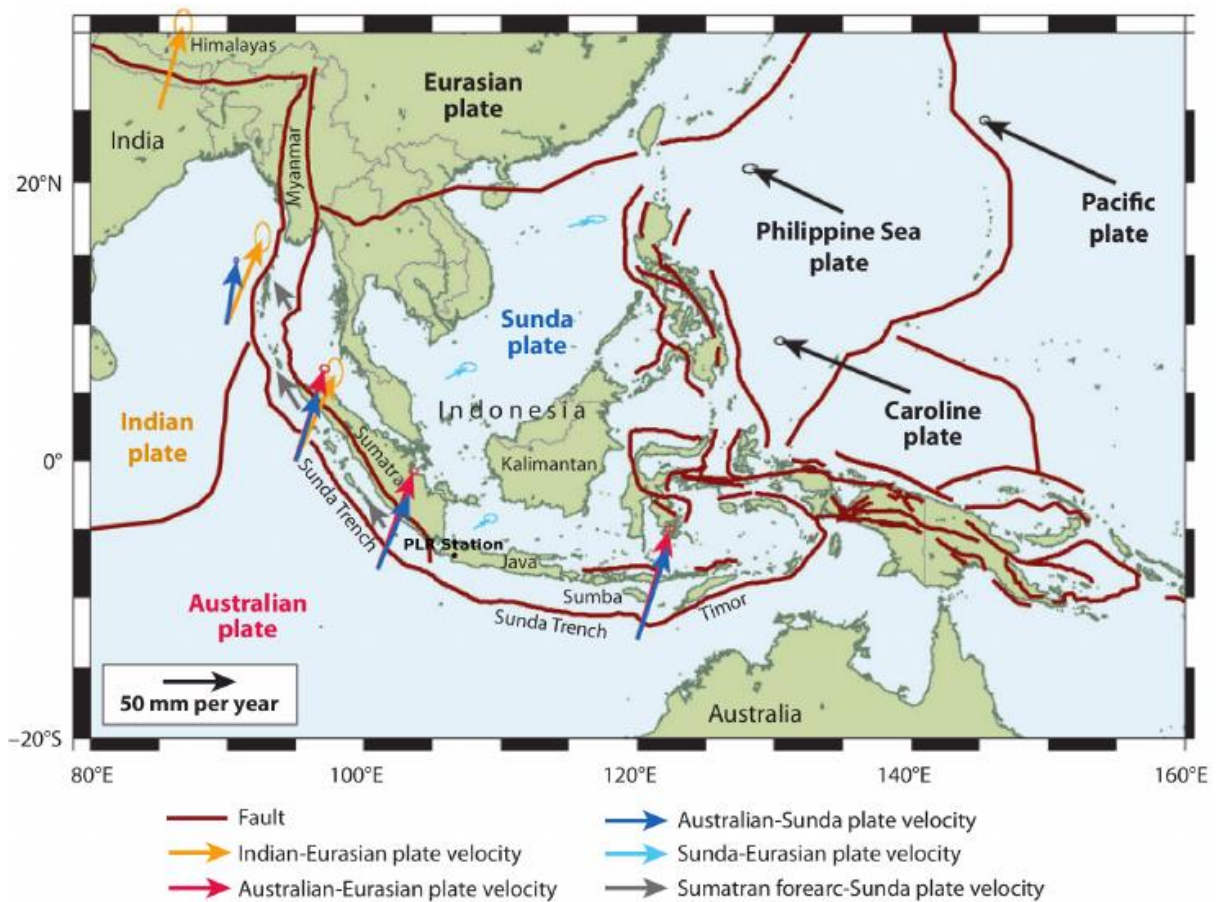 Himalayas
Eurasian
plate
India
Myanmar
20°N
Pacific
plate
Philippine Sea
plate
Sunda
plate
Caroline
plate
Indonesia
Indian
plate
Kalimantan
Sumatra
0°
Sunda Trench
PLR Station
Java
Sumba
Timor
Sunda Trench
Australian
plate
50 mm per year
Australia
–20°S
80°E
100°E
120°E
140°E
160°E
Fault
Indian-Eurasian plate velocity
Australian-Eurasian plate velocity
Australian-Sunda plate velocity
Sunda-Eurasian plate velocity
Sumatran forearc-Sunda plate velocity